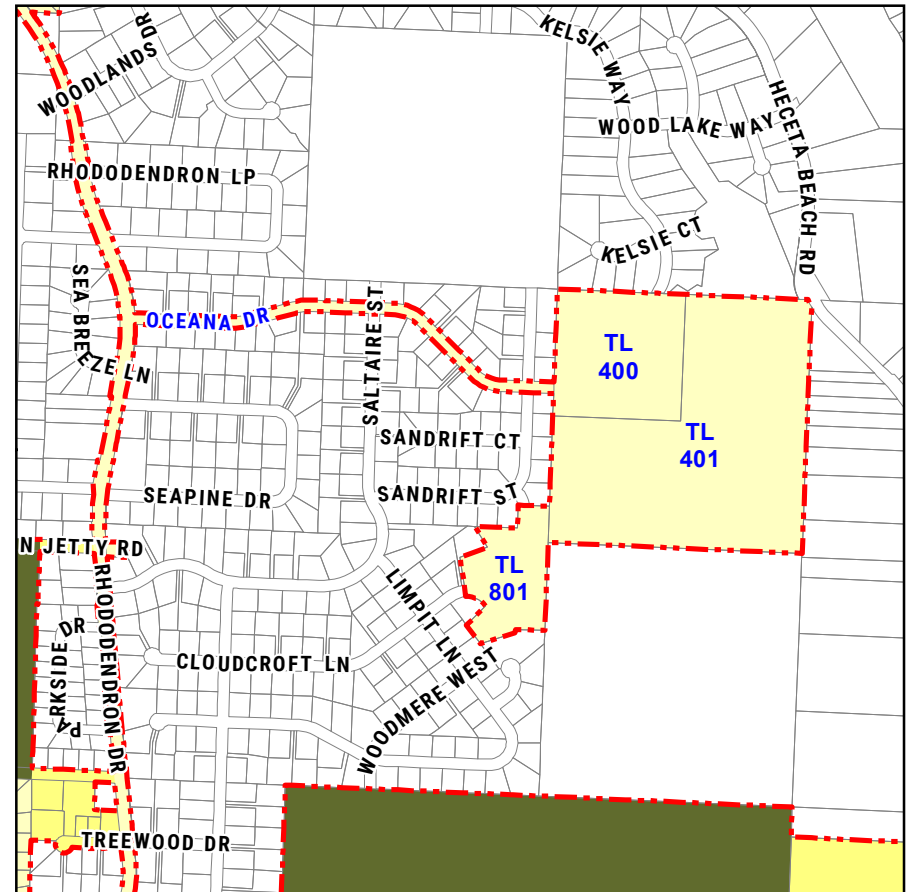 WOODLANDS DR
KELSIE WAY
WOOD LAKE WAY
HECETA BEACH RD
RHODODENDRON LP
KELSIE CT
SEA BREEZE LN
OCEANA DR
SALTAIRE ST
TL
400
TL
401
SANDRIFT CT
SEAPINE DR
SANDRIFT ST
N JETTY RD
TL
801
RHODODENDRON DR
LIMPIT LN
PARKSIDE DR
CLOUDCROFT LN
WOODMERE WEST
TREEWOOD DR